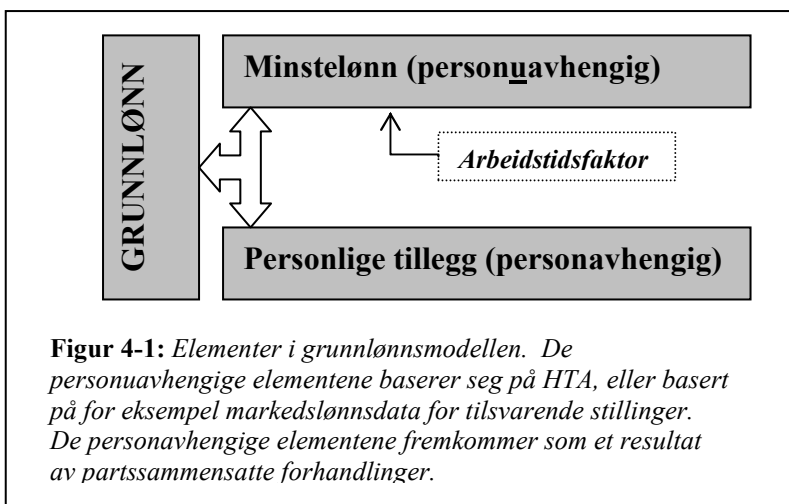 GRUNNLØNN
Minstelønn (personuavhengig)
Arbeidstidsfaktor
Personlige tillegg (personavhengig)
Figur 4-1: Elementer i grunnlønnsmodellen. De
personuavhengige elementene baserer seg på HTA, eller basert
på for eksempel markedslønnsdata for tilsvarende stillinger.
De personavhengige elementene fremkommer som et resultat
av partssammensatte forhandlinger.